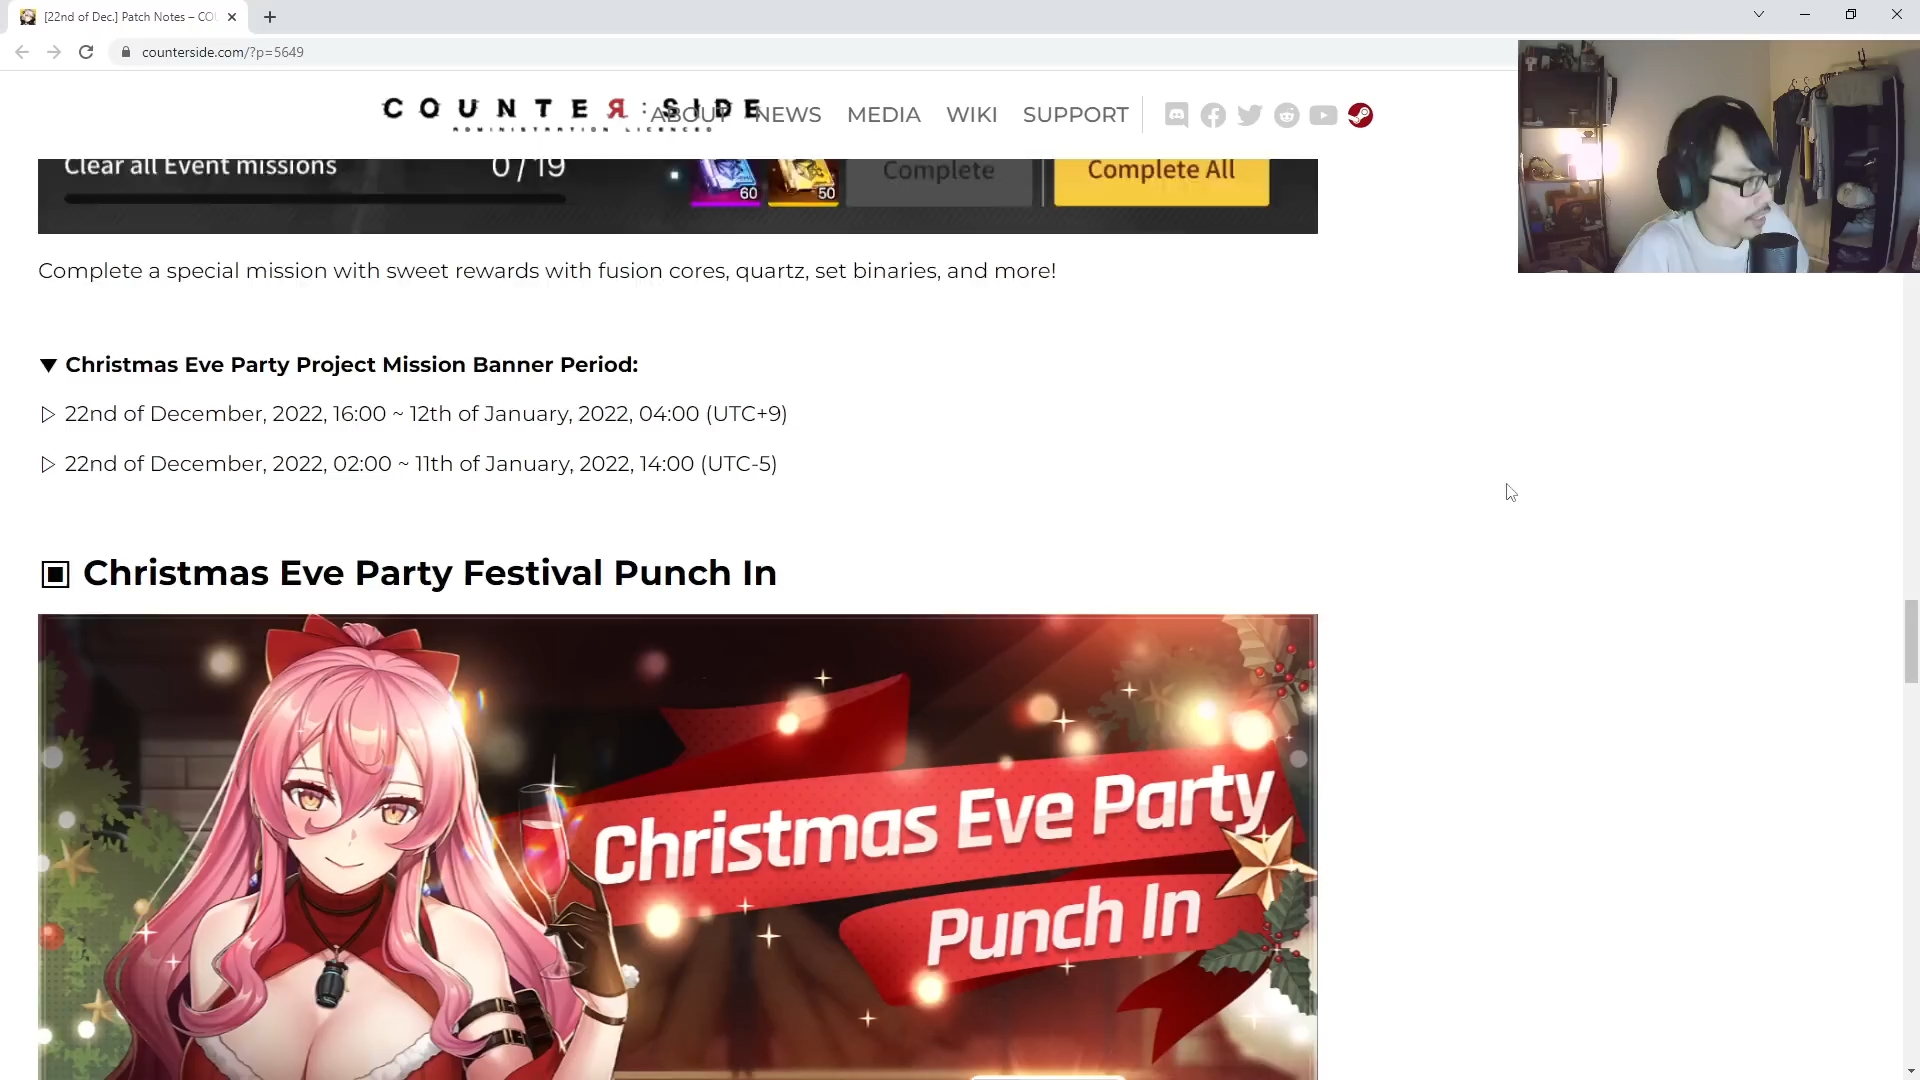 [22nd of Dec.] Patch Notes – COU
counterside.com/?p=5649
COUNTER:SIDE
ADMINISTRATION LICENCED
ABOUT NEWS MEDIA WIKI SUPPORT
Clear all Event missions 0/19 60 50 Complete Complete All
Complete a special mission with sweet rewards with fusion cores, quartz, set binaries, and more!
▼ Christmas Eve Party Project Mission Banner Period:
▷ 22nd of December, 2022, 16:00 ~ 12th of January, 2022, 04:00 (UTC+9)
▷ 22nd of December, 2022, 02:00 ~ 11th of January, 2022, 14:00 (UTC-5)
▣ Christmas Eve Party Festival Punch In
Christmas Eve Party
Punch In